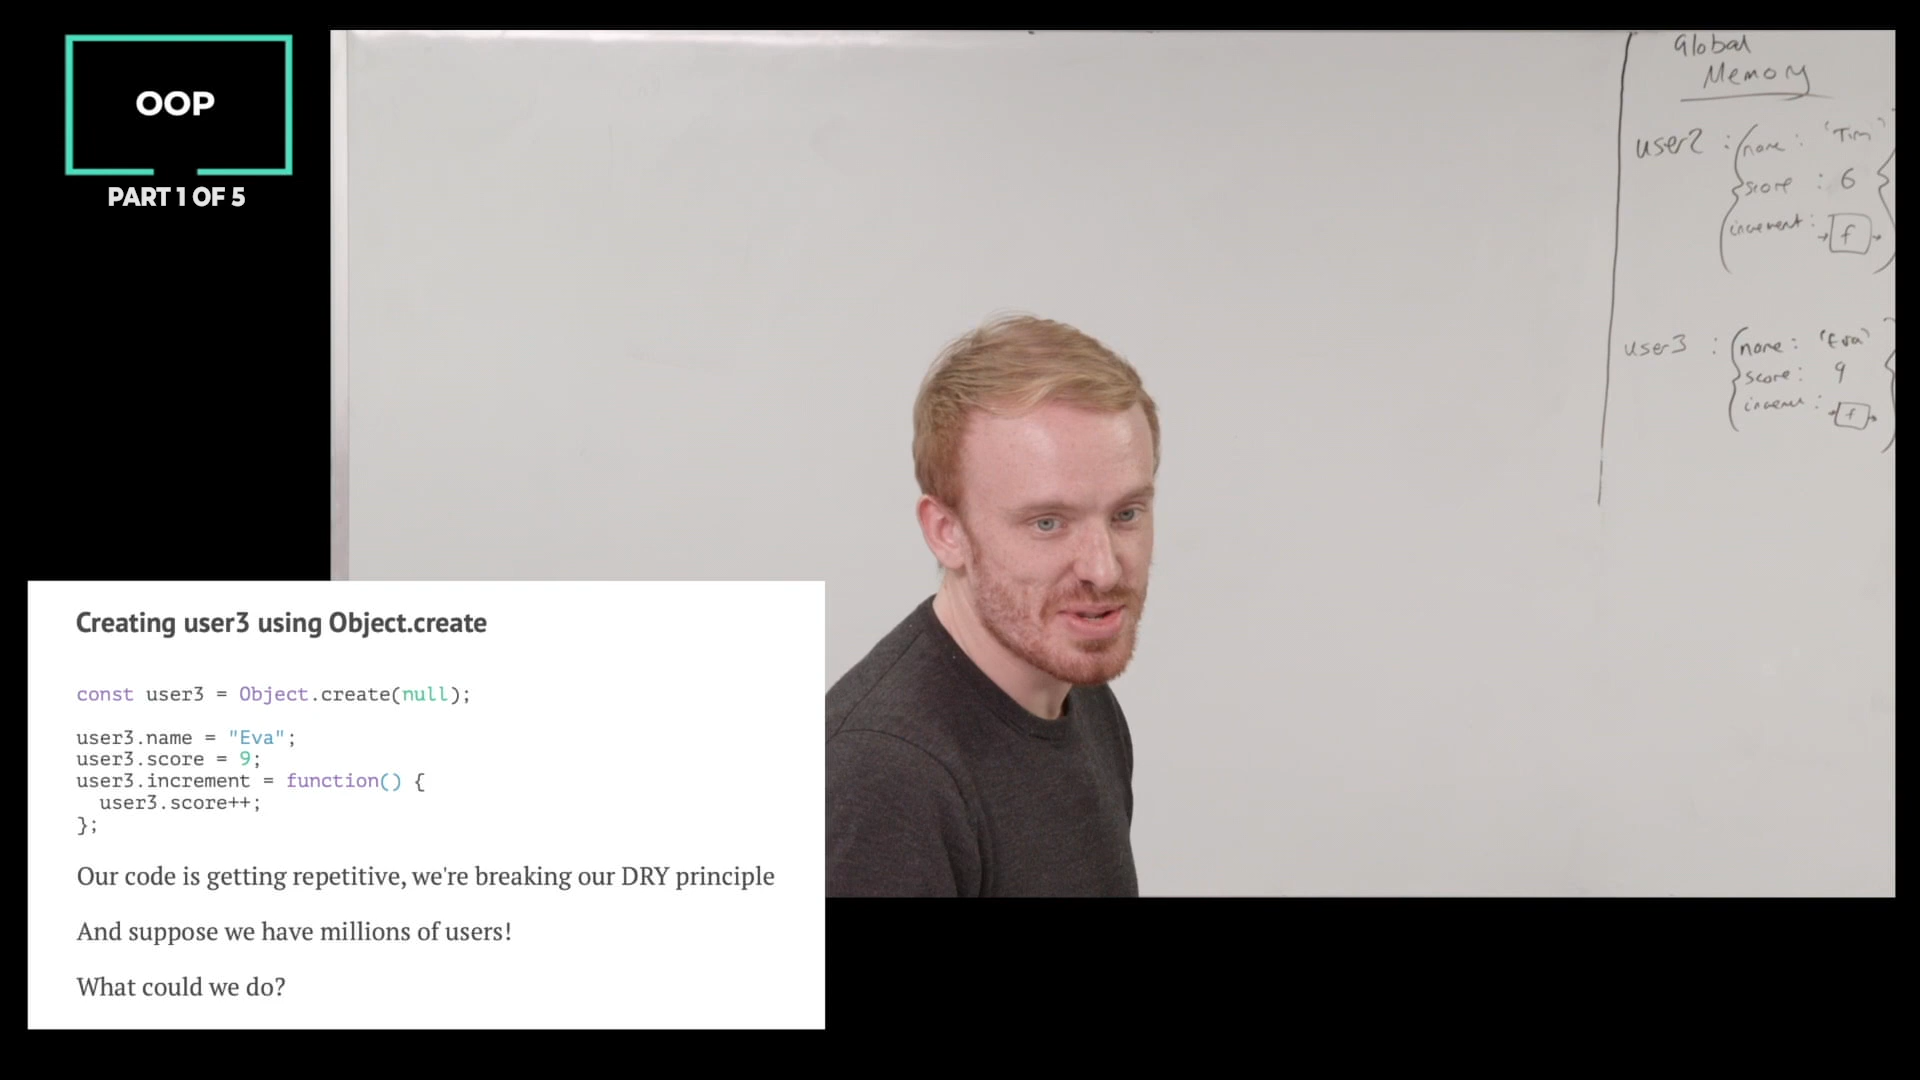 OOP
PART 1 OF 5
Global
Memory
user2 : name : 'Tim'
score : 6
increment : f
user3 : name : 'Eva'
score : 9
f
Creating user3 using Object.create
const user3 = Object.create(null);
user3.name = "Eva";
user3.score = 9;
user3.increment = function() {
user3.score++;
};
Our code is getting repetitive, we're breaking our DRY principle
And suppose we have millions of users!
What could we do?